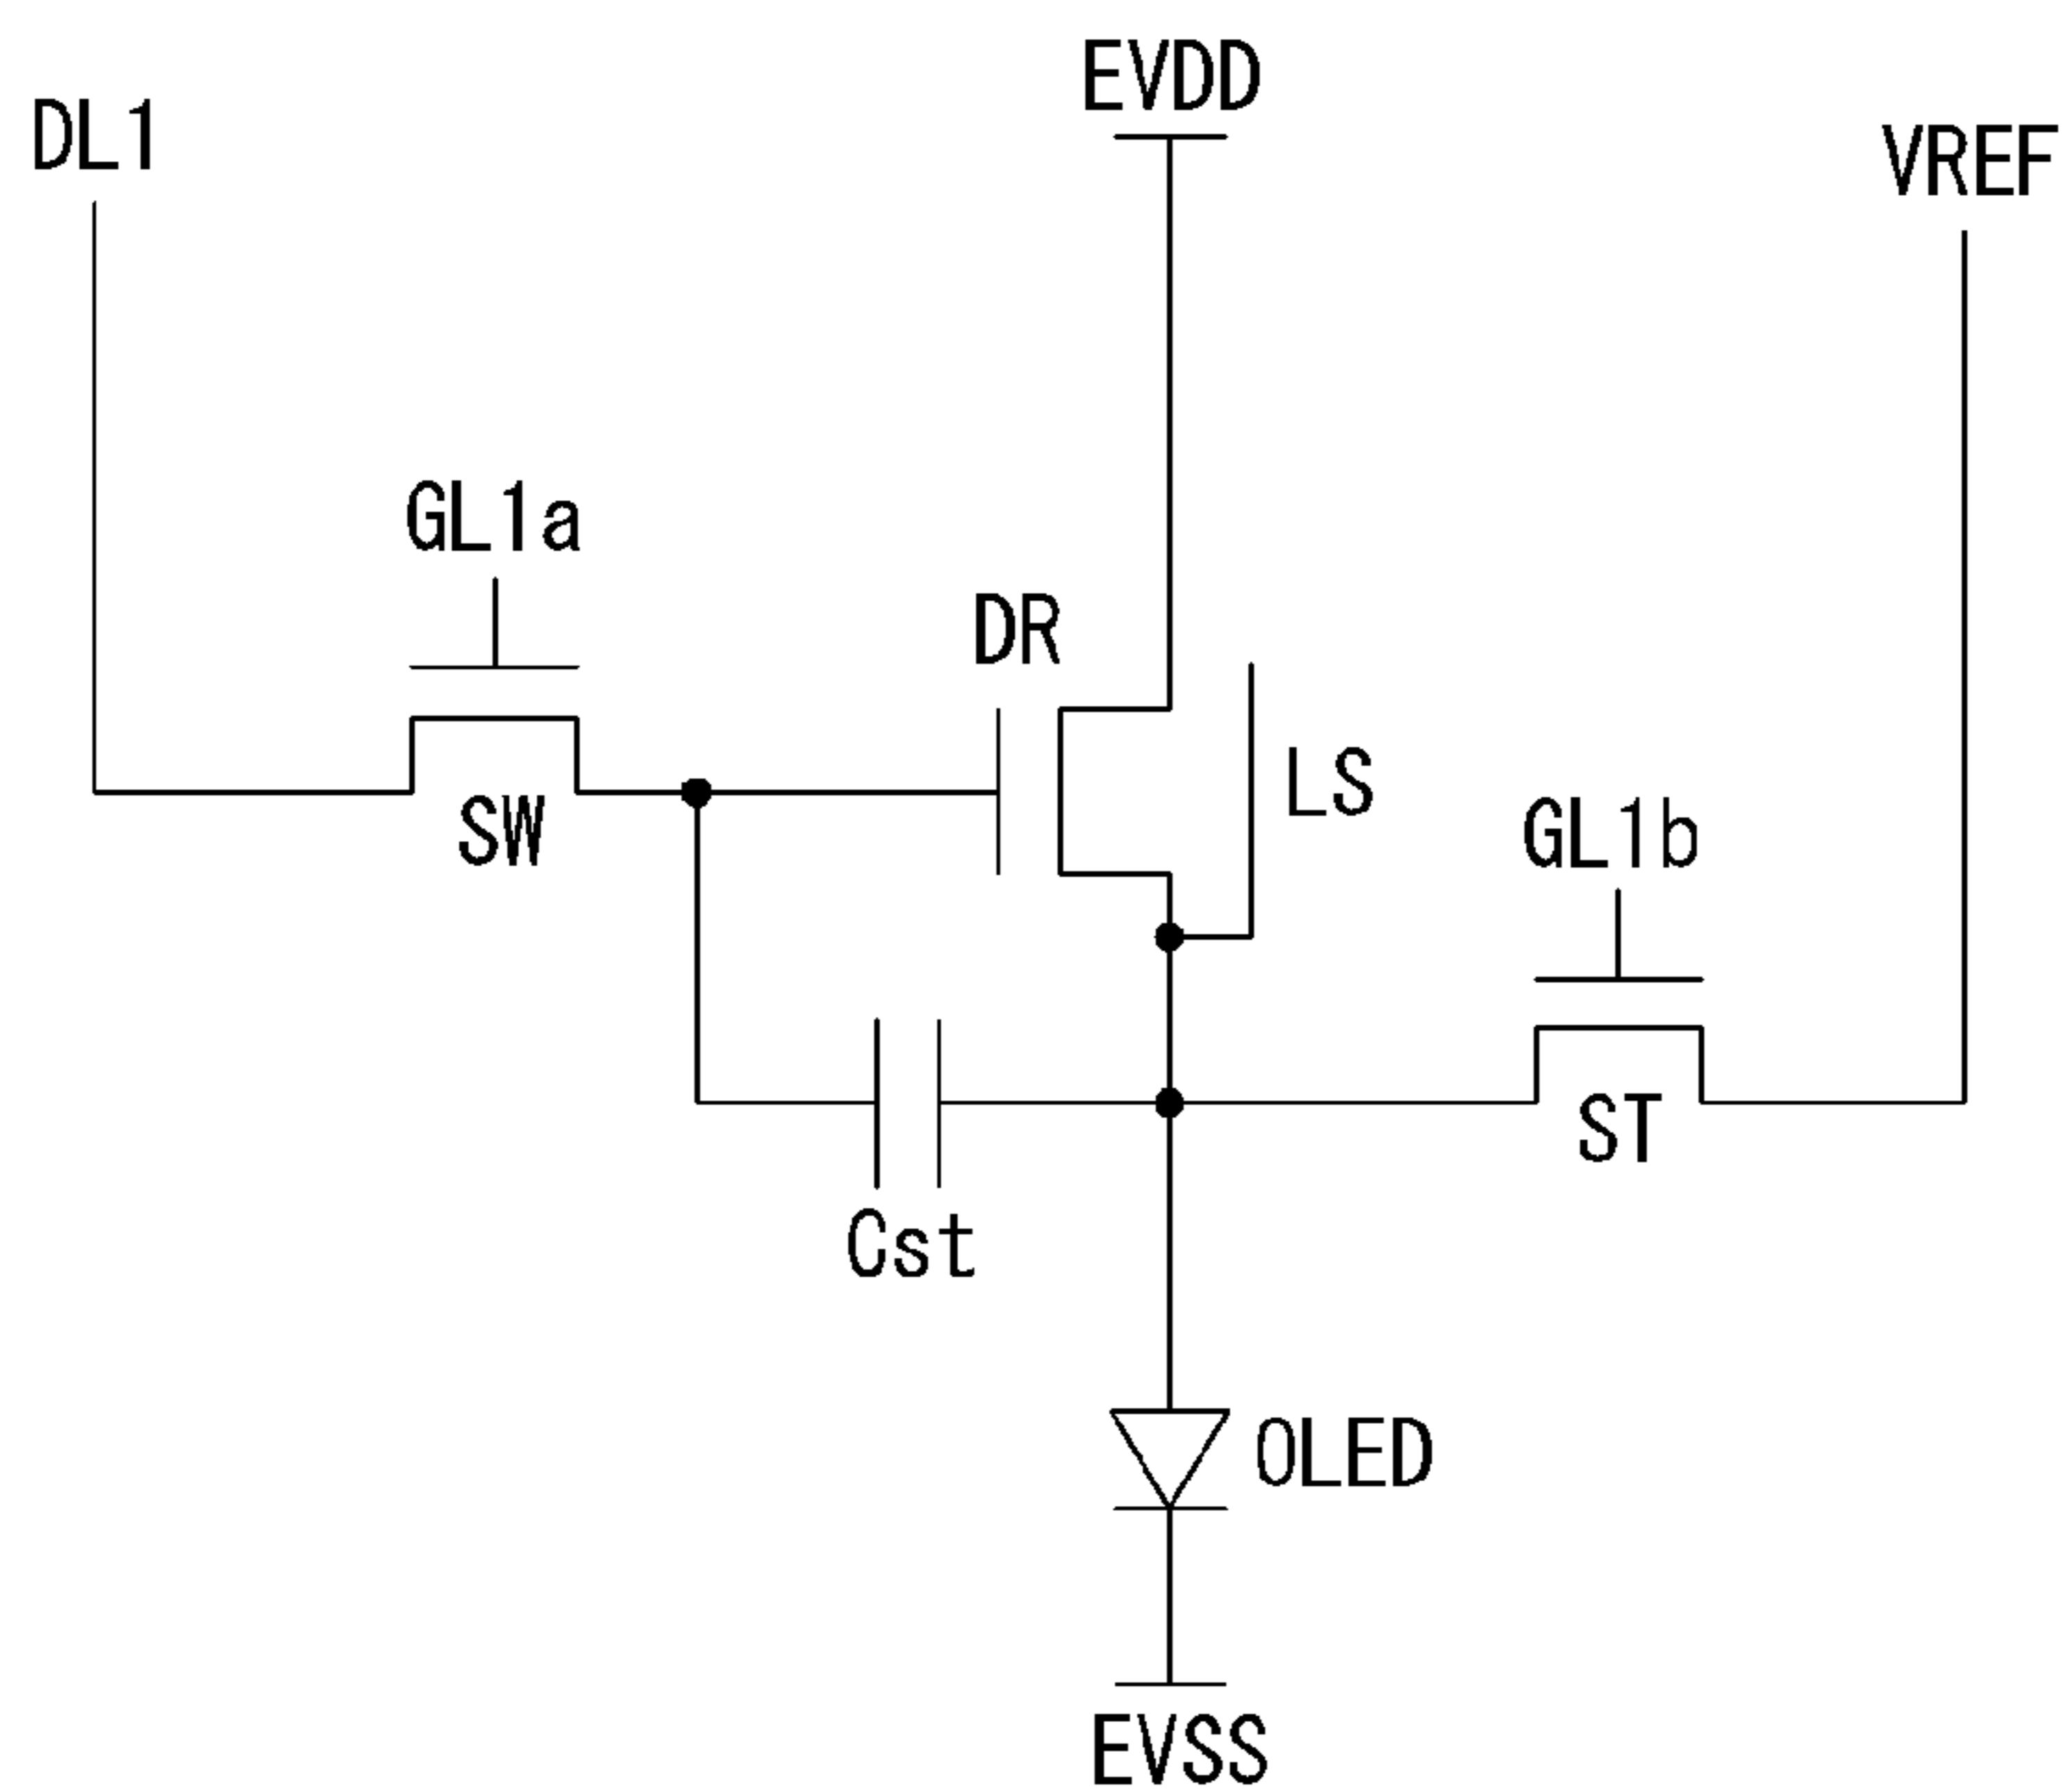 EVDD
DL1
VREF
GL1a
DR
LS
SW
GL1b
ST
Cst
OLED
EVSS